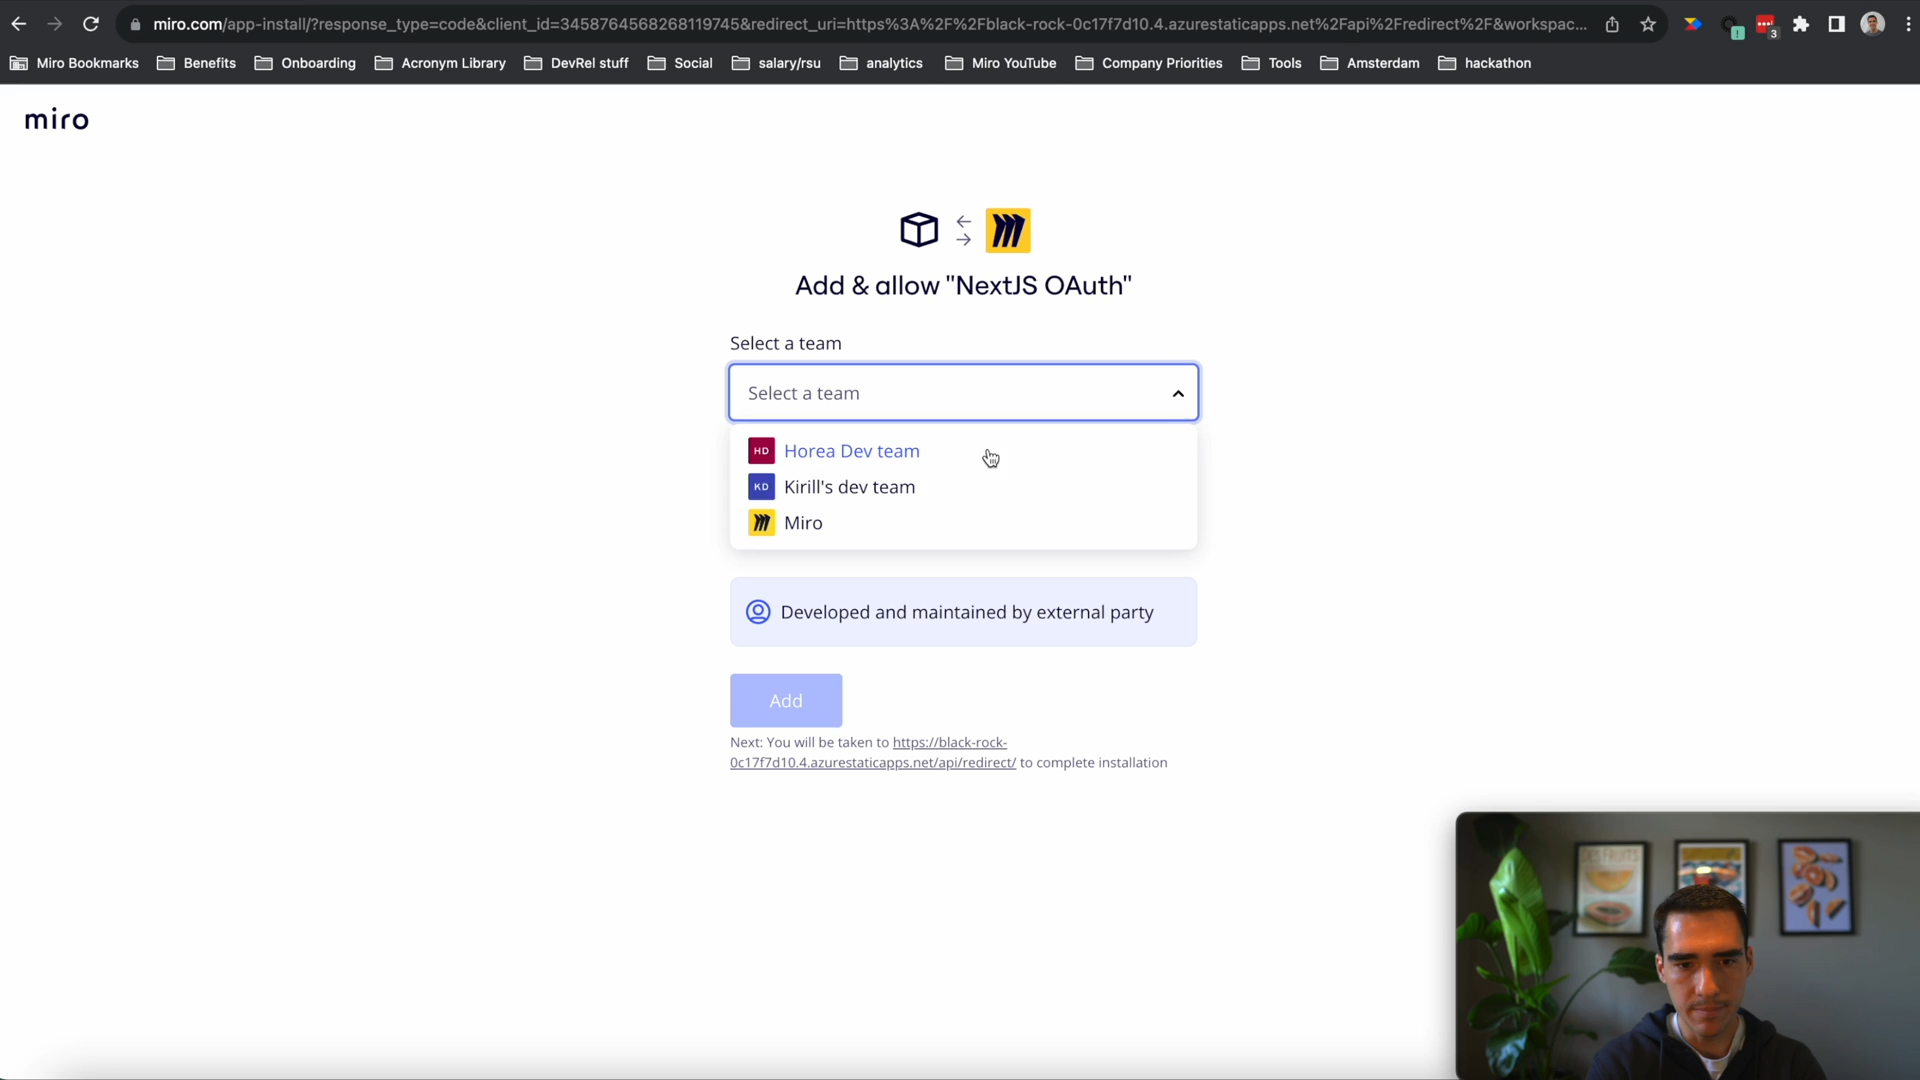 miro.com/app-install/?response_type=code&client_id=3458764568268119745&redirect_uri=https%3A%2F%2Fblack-rock-0c17f7d10.4.azurestaticapps.net%2Fapi%2Fredirect%2F&workspac...
3
Miro Bookmarks Benefits Onboarding Acronym Library DevRel stuff Social salary/rsu analytics Miro YouTube Company Priorities Tools Amsterdam hackathon
miro
Add & allow "NextJS OAuth"
Select a team
Select a team
HD Horea Dev team
KD Kirill's dev team
Miro
Developed and maintained by external party
Add
Next: You will be taken to https://black-rock-
0c17f7d10.4.azurestaticapps.net/api/redirect/ to complete installation
DES FRUITS